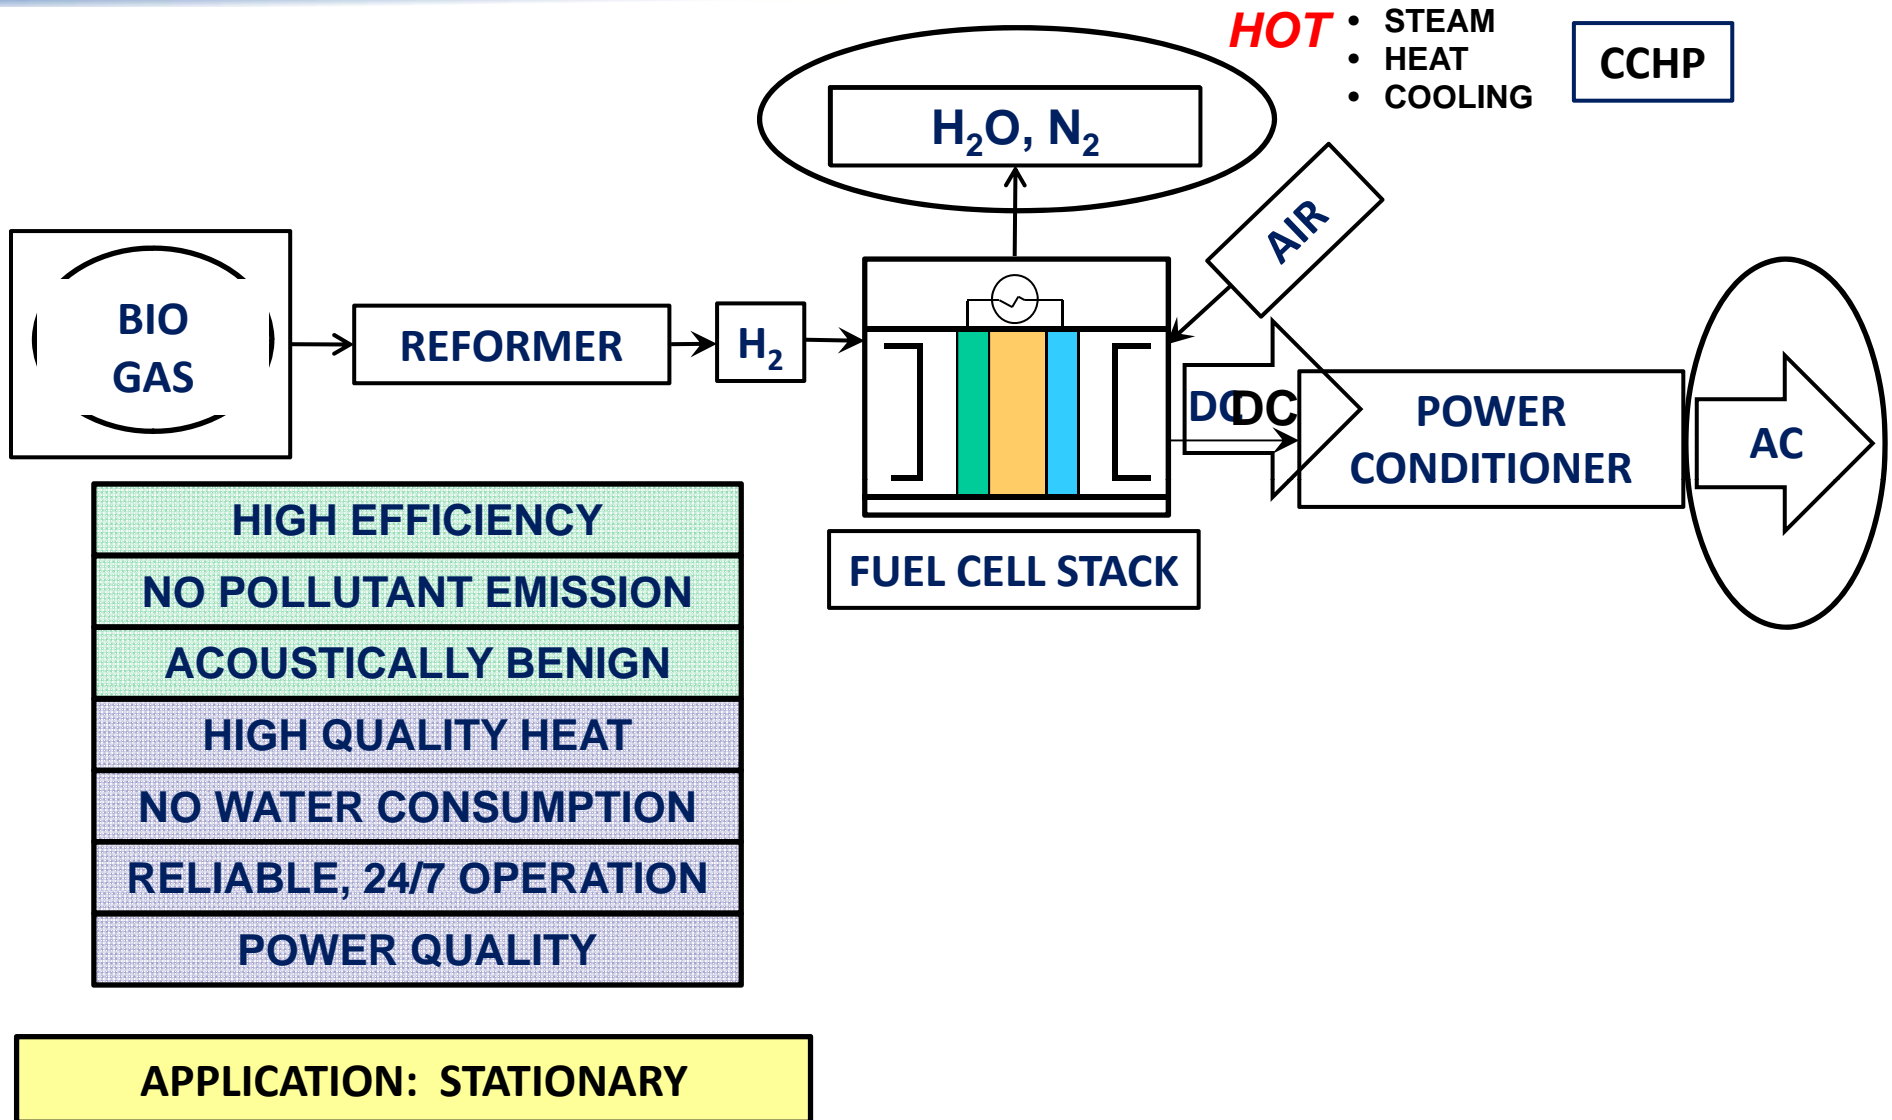 HOT
• STEAM
• HEAT
• COOLING
CCHP
H₂O, N₂
AIR
BIO
GAS
REFORMER
H₂
DC
DC
POWER
CONDITIONER
AC
FUEL CELL STACK
HIGH EFFICIENCY
NO POLLUTANT EMISSION
ACOUSTICALLY BENIGN
HIGH QUALITY HEAT
NO WATER CONSUMPTION
RELIABLE, 24/7 OPERATION
POWER QUALITY
APPLICATION: STATIONARY